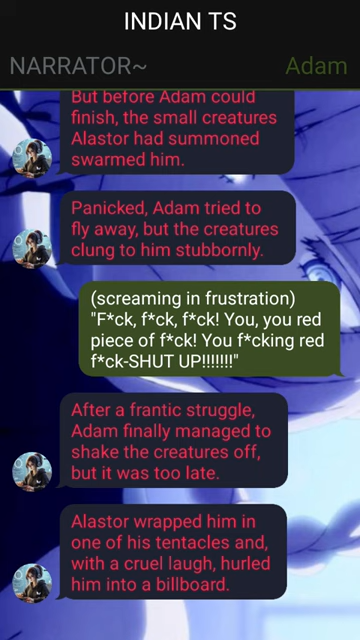 INDIAN TS
NARRATOR~ Adam
But before Adam could
finish, the small creatures
Alastor had summoned
swarmed him.
Panicked, Adam tried to
fly away, but the creatures
clung to him stubbornly.
(screaming in frustration)
"F*ck, f*ck, f*ck! You, you red
piece of f*ck! You f*cking red
f*ck-SHUT UP!!!!!!!"
After a frantic struggle,
Adam finally managed to
shake the creatures off,
but it was too late.
Alastor wrapped him in
one of his tentacles and,
with a cruel laugh, hurled
him into a billboard.